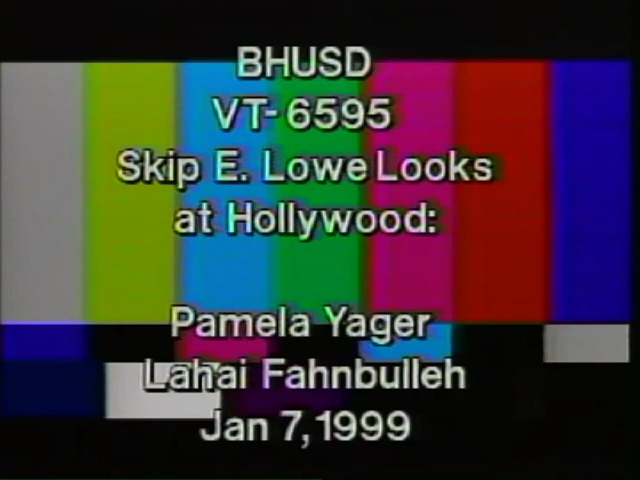 BHUSD
VT-6595
Skip E. Lowe Looks
at Hollywood:
Pamela Yager
Lahai Fahnbulleh
Jan 7, 1999